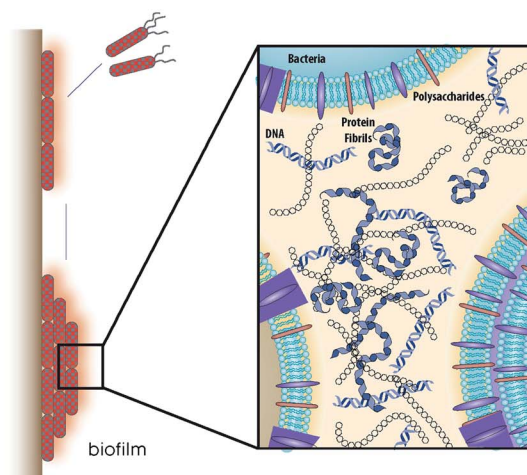 Bacteria
Polysaccharides
DNA
Protein
Fibrils
biofilm